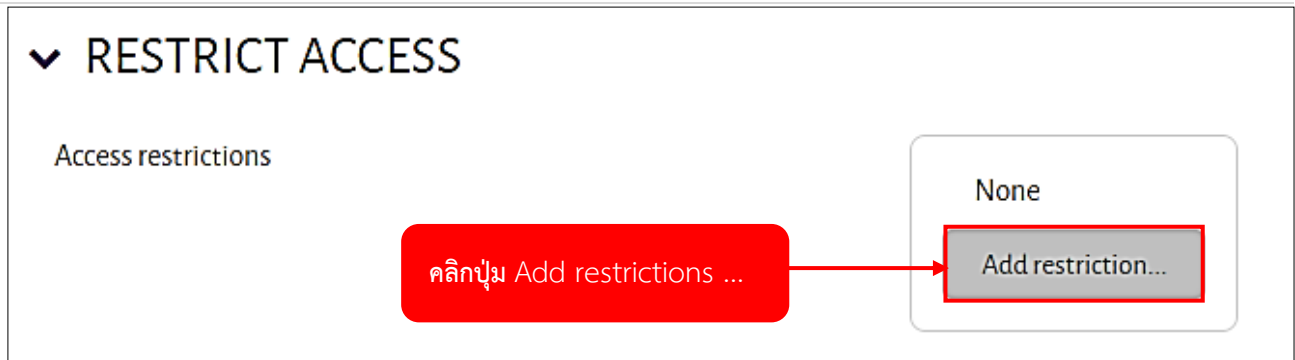 RESTRICT ACCESS
Access restrictions
None
คลิกปุ่ม Add restrictions ...
Add restriction...